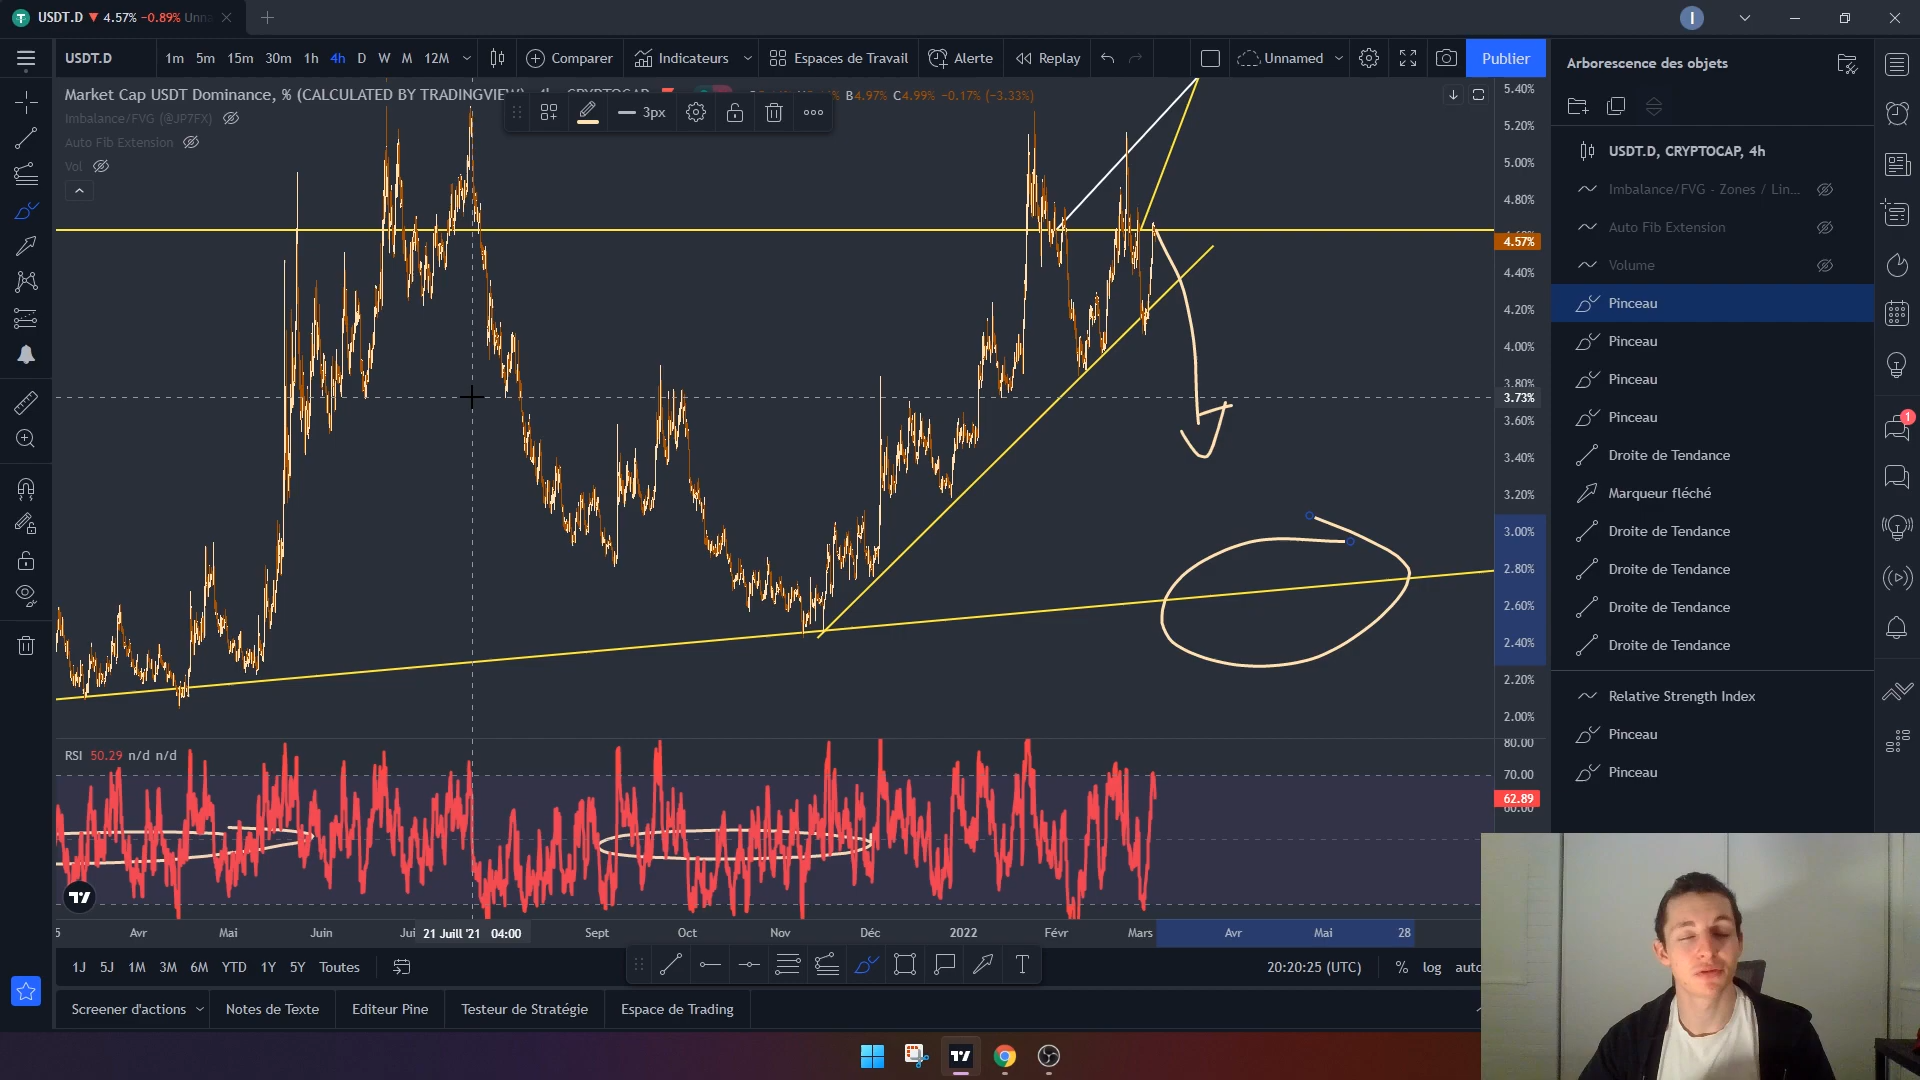 USDT.D ▼ 4.57% −0.89% Unn
I
USDT.D
1m 5m 15m 30m 1h 4h D W M 12M
Comparer
Indicateurs
Espaces de Travail
Alerte
Replay
Unnamed
Publier
Market Cap USDT Dominance, % (CALCULATED BY TRADINGVIEW)
B4.97% C4.99% −0.17% (−3.33%)
Imbalance/FVG (@JP7FX)
Auto Fib Extension
Vol
3px
5.40%
5.20%
5.00%
4.80%
4.57%
4.40%
4.20%
4.00%
3.80%
3.73%
3.60%
3.40%
3.20%
3.00%
2.80%
2.60%
2.40%
2.20%
2.00%
RSI 50.29 n/d n/d
80.00
70.00
62.89
60.00
5 Avr Mai Juin Jui 21 Juill '21 04:00 Sept Oct Nov Déc 2022 Févr Mars Avr Mai 28
1J 5J 1M 3M 6M YTD 1Y 5Y Toutes
20:20:25 (UTC) % log auto
Screener d'actions
Notes de Texte
Editeur Pine
Testeur de Stratégie
Espace de Trading
Arborescence des objets
USDT.D, CRYPTOCAP, 4h
Imbalance/FVG - Zones / Lin...
Auto Fib Extension
Volume
Pinceau
Pinceau
Pinceau
Pinceau
Droite de Tendance
Marqueur fléché
Droite de Tendance
Droite de Tendance
Droite de Tendance
Droite de Tendance
Relative Strength Index
Pinceau
Pinceau
1